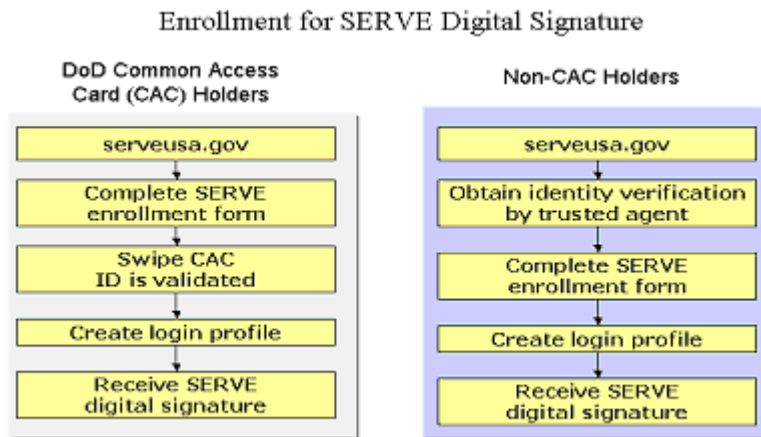 Enrollment for SERVE Digital Signature
DoD Common Access
Card (CAC) Holders
serveusa.gov
Complete SERVE
enrollment form
Swipe CAC
ID is validated
Create login profile
Receive SERVE
digital signature
Non-CAC Holders
serveusa.gov
Obtain identity verification
by trusted agent
Complete SERVE
enrollment form
Create login profile
Receive SERVE
digital signature